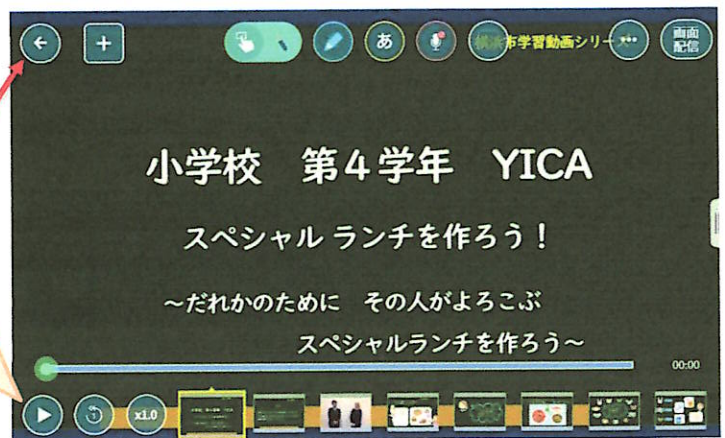 あ
横浜市学習動画シリーズ
画面
配信
小学校 第4学年 YICA
スペシャル ランチを作ろう!
~だれかのために その人がよろこぶ
スペシャルランチを作ろう~
00:00
x1.0